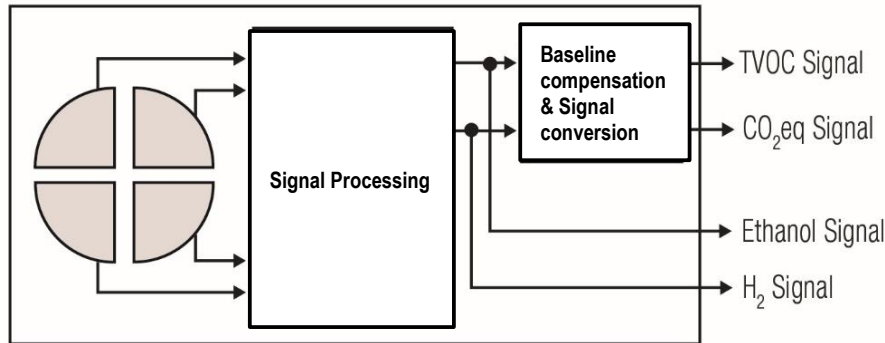 Signal Processing
Baseline
compensation
& Signal
conversion
TVOC Signal
CO₂eq Signal
Ethanol Signal
H₂ Signal